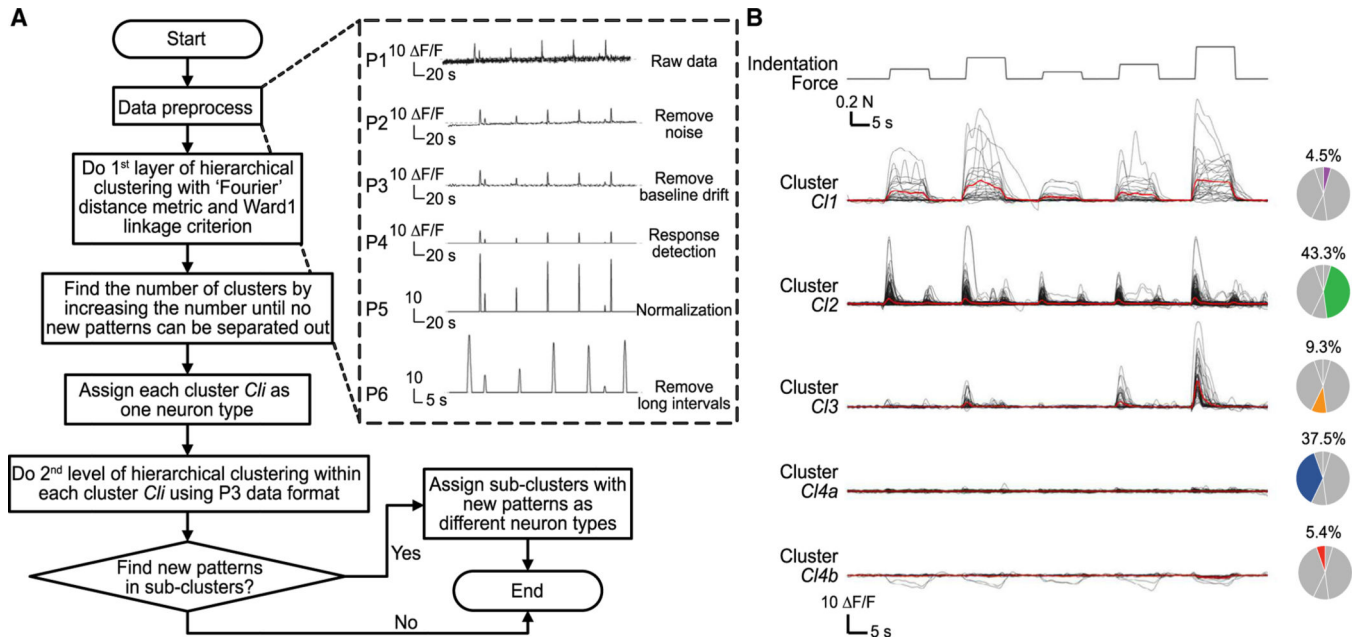 A
Start
Data preprocess
Do 1st layer of hierarchical
clustering with ‘Fourier’
distance metric and Ward1
linkage criterion
Find the number of clusters by
increasing the number until no
new patterns can be separated out
Assign each cluster Cli as
one neuron type
Do 2nd level of hierarchical clustering within
each cluster Cli using P3 data format
Find new patterns
in sub-clusters?
Yes
No
Assign sub-clusters with
new patterns as
different neuron types
End
P1
10 ΔF/F
20 s
Raw data
P2
10 ΔF/F
20 s
Remove
noise
P3
10 ΔF/F
20 s
Remove
baseline drift
P4
10 ΔF/F
20 s
Response
detection
P5
10
20 s
Normalization
P6
10
5 s
Remove
long intervals
B
Indentation
Force
0.2 N
5 s
Cluster
Cl1
4.5%
Cluster
Cl2
43.3%
Cluster
Cl3
9.3%
Cluster
Cl4a
37.5%
Cluster
Cl4b
5.4%
10 ΔF/F
5 s